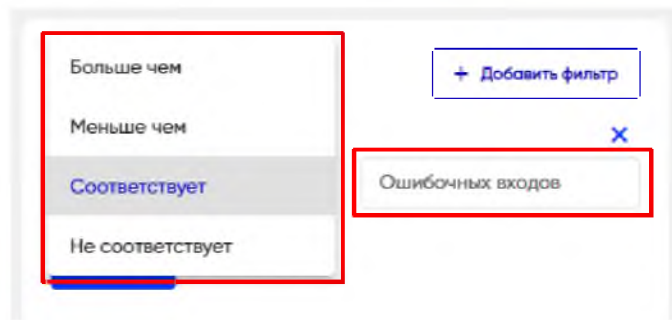 Больше чем
+ Добавить фильтр
Меньше чем
×
Соответствует
Ошибочных входов
Не соответствует